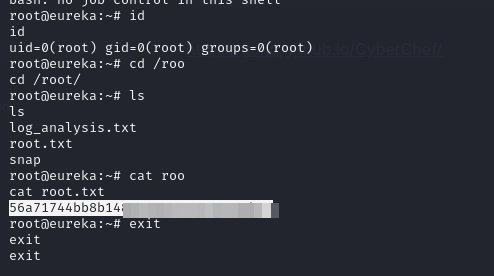 bash: no job control in this shell
root@eureka:~# id
id
uid=0(root) gid=0(root) groups=0(root)
root@eureka:~# cd /roo
cd /root/
root@eureka:~# ls
ls
log_analysis.txt
root.txt
snap
root@eureka:~# cat roo
cat root.txt
56a71744bb8b14
root@eureka:~# exit
exit
exit